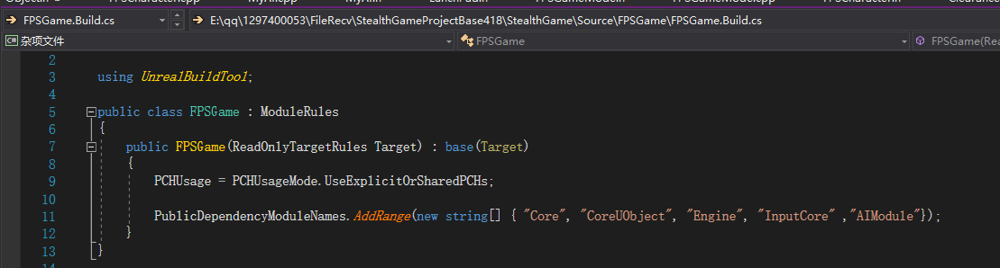 FPSGame.Build.cs
E:\qq\1297400053\FileRecv\StealthGameProjectBase418\StealthGame\Source\FPSGame\FPSGame.Build.cs
C# 杂项文件
FPSGame
FPSGame(Rea
2
3 using UnrealBuildTool;
4
5 public class FPSGame : ModuleRules
6 {
7 public FPSGame(ReadOnlyTargetRules Target) : base(Target)
8 {
9 PCHUsage = PCHUsageMode.UseExplicitOrSharedPCHs;
10
11 PublicDependencyModuleNames.AddRange(new string[] { "Core", "CoreUObject", "Engine", "InputCore" ,"AIModule"});
12 }
13 }
14